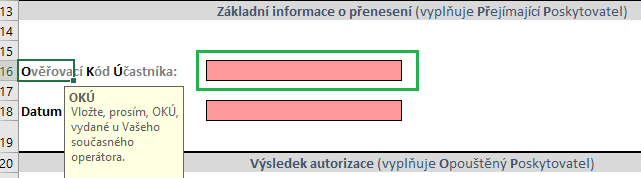 13 Základní informace o přenesení (vyplňuje Přejímající Poskytovatel)
14
15
16 Ověřovací Kód Účastníka:
17
OKÚ
Vložte, prosím, OKÚ,
vydané u Vašeho
současného
operátora.
18 Datum
19
20 Výsledek autorizace (vyplňuje Opouštěný Poskytovatel)